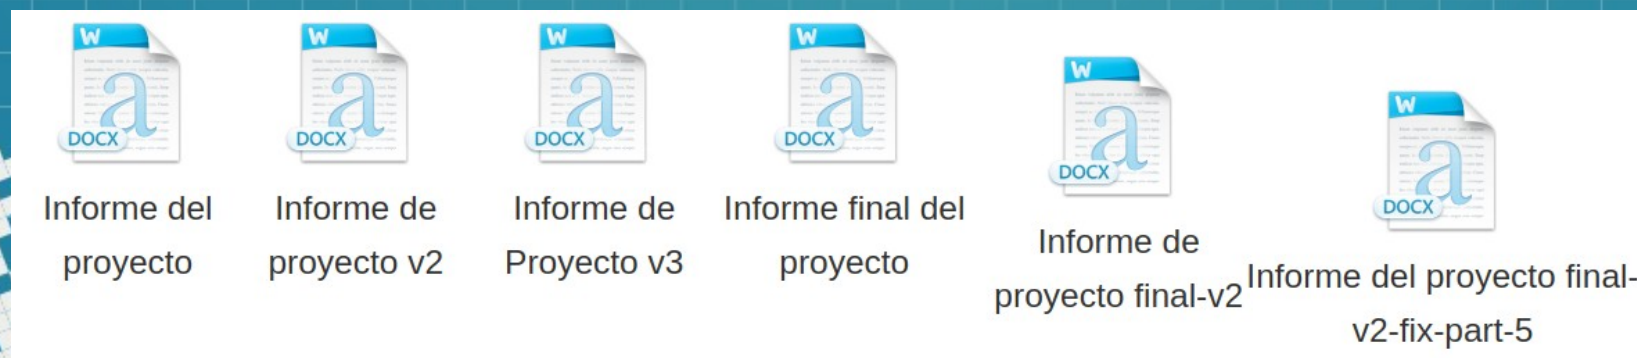 W
W
W
W
W
W
a
a
a
a
a
a
DOCX
DOCX
DOCX
DOCX
DOCX
DOCX
Informe del
proyecto
Informe de
proyecto v2
Informe de
Proyecto v3
Informe final del
proyecto
Informe de
proyecto final-v2
Informe del proyecto final-
v2-fix-part-5